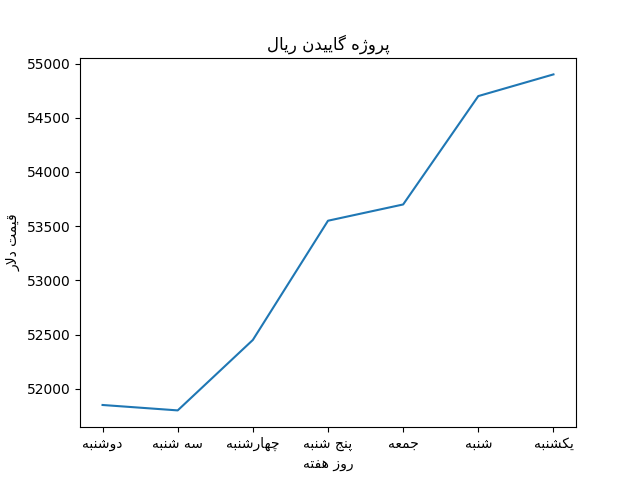 پروژه گاییدن ریال
55000
54500
54000
53500
53000
52500
52000
قیمت دلار
دوشنبه سه شنبه چهارشنبه پنج شنبه جمعه شنبه یکشنبه
روز هفته